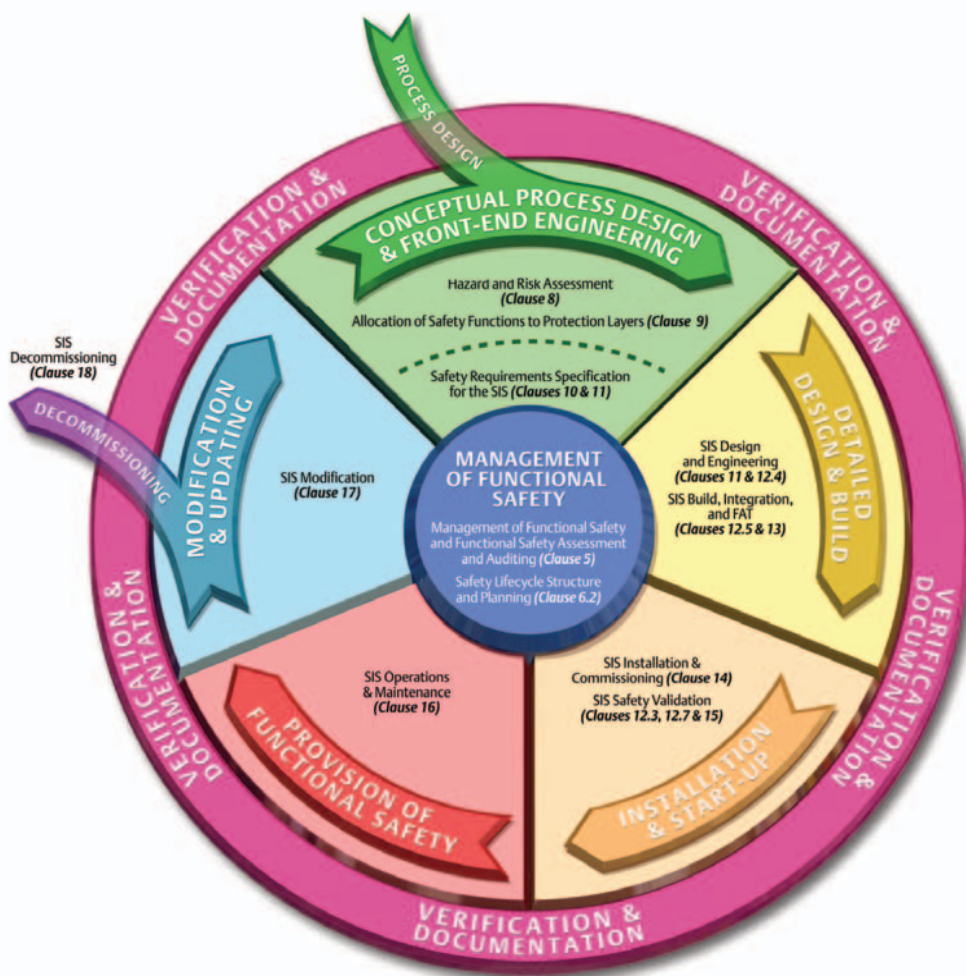 PROCESS DESIGN
CONCEPTUAL PROCESS DESIGN
& FRONT-END ENGINEERING
Hazard and Risk Assessment
(Clause 8)
Allocation of Safety Functions to Protection Layers (Clause 9)
Safety Requirements Specification
for the SIS (Clauses 10 & 11)
VERIFICATION &
DOCUMENTATION
DETAILED
DESIGN & BUILD
SIS Design
and Engineering
(Clauses 11 & 12.4)
SIS Build, Integration,
and FAT
(Clauses 12.5 & 13)
VERIFICATION &
DOCUMENTATION
INSTALLATION
& START-UP
SIS Installation &
Commissioning (Clause 14)
SIS Safety Validation
(Clauses 12.3, 12.7 & 15)
VERIFICATION &
DOCUMENTATION
PROVISION OF
FUNCTIONAL SAFETY
SIS Operations
& Maintenance
(Clause 16)
VERIFICATION &
DOCUMENTATION
MODIFICATION
& UPDATING
SIS Modification
(Clause 17)
DECOMMISSIONING
SIS
Decommissioning
(Clause 18)
VERIFICATION &
DOCUMENTATION
MANAGEMENT
OF FUNCTIONAL
SAFETY
Management of Functional Safety
and Functional Safety Assessment
and Auditing (Clause 5)
Safety Lifecycle Structure
and Planning (Clause 6.2)